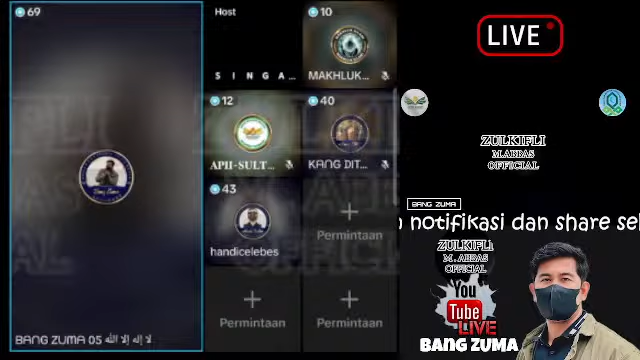 69
Host
S I N G A...
10
MAKHLUK...
12
APII-SULT...
40
KANG DIT...
43
handicelebes
Permintaan
Permintaan
Permintaan
BANG ZUMA 05 لا إله إلا الله
LIVE
ZULKIFLI
M.ABBAS
OFFICIAL
BANG ZUMA
notifikasi dan share se
ZULKIFLI
M. ABBAS
OFFICIAL
You
Tube
LIVE
BANG ZUMA